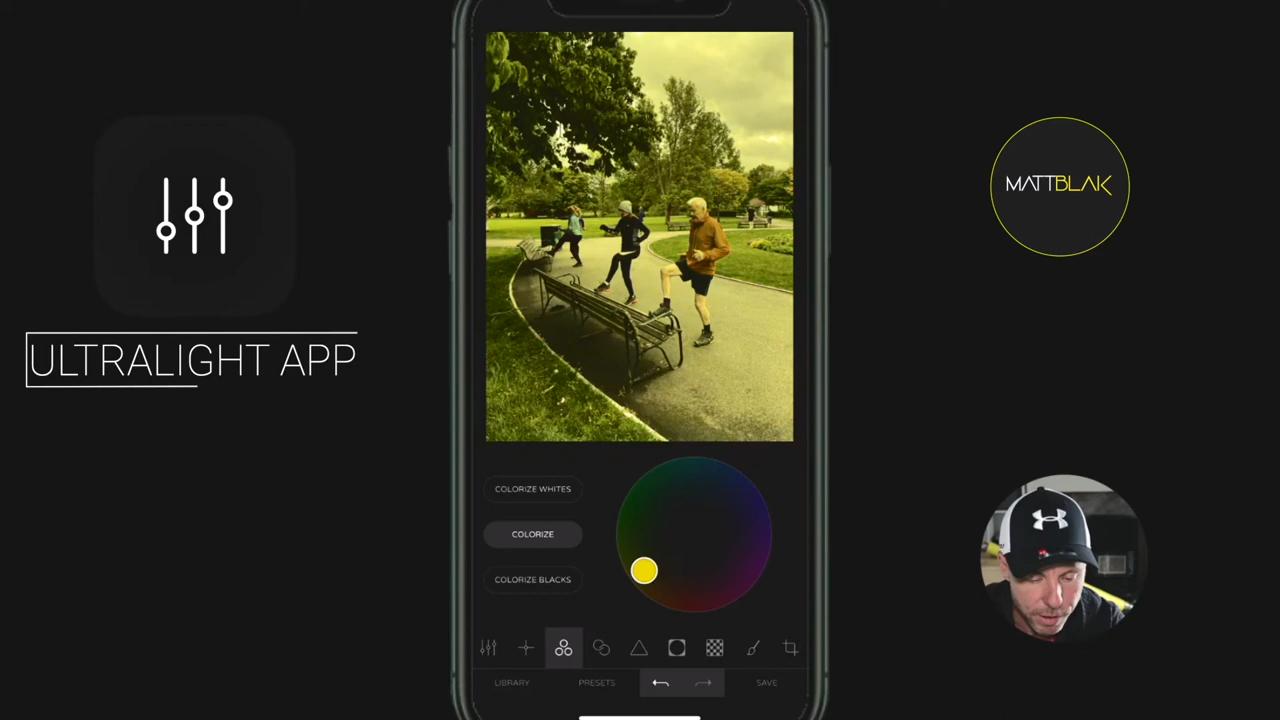 ULTRALIGHT APP
MATTBLAK
COLORIZE WHITES
COLORIZE
COLORIZE BLACKS
LIBRARY
PRESETS
SAVE